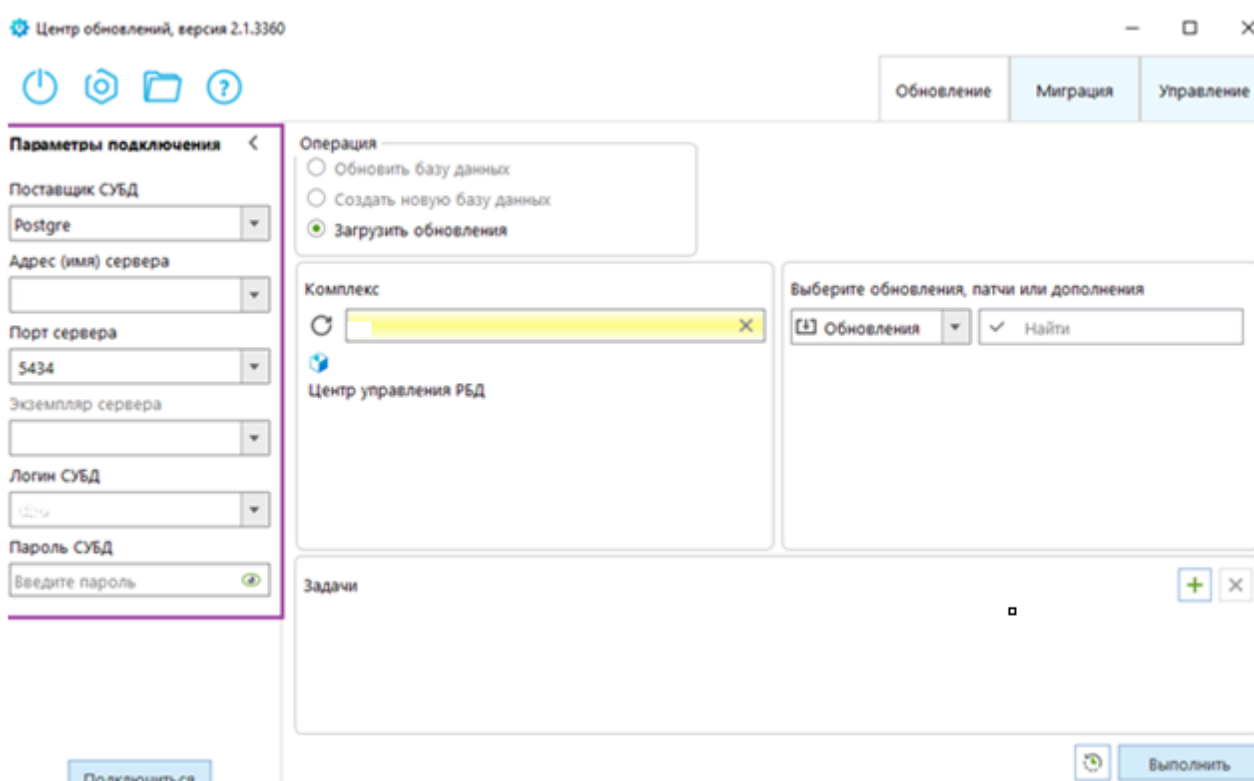 Центр обновлений, версия 2.1.3360
Обновление
Миграция
Управление
Параметры подключения
Поставщик СУБД
Postgre
Адрес (имя) сервера
Порт сервера
5434
Экземпляр сервера
Логин СУБД
Пароль СУБД
Введите пароль
Подключиться
Операция
Обновить базу данных
Создать новую базу данных
Загрузить обновления
Комплекс
Центр управления РБД
Выберите обновления, патчи или дополнения
Обновления
Найти
Задачи
Выполнить